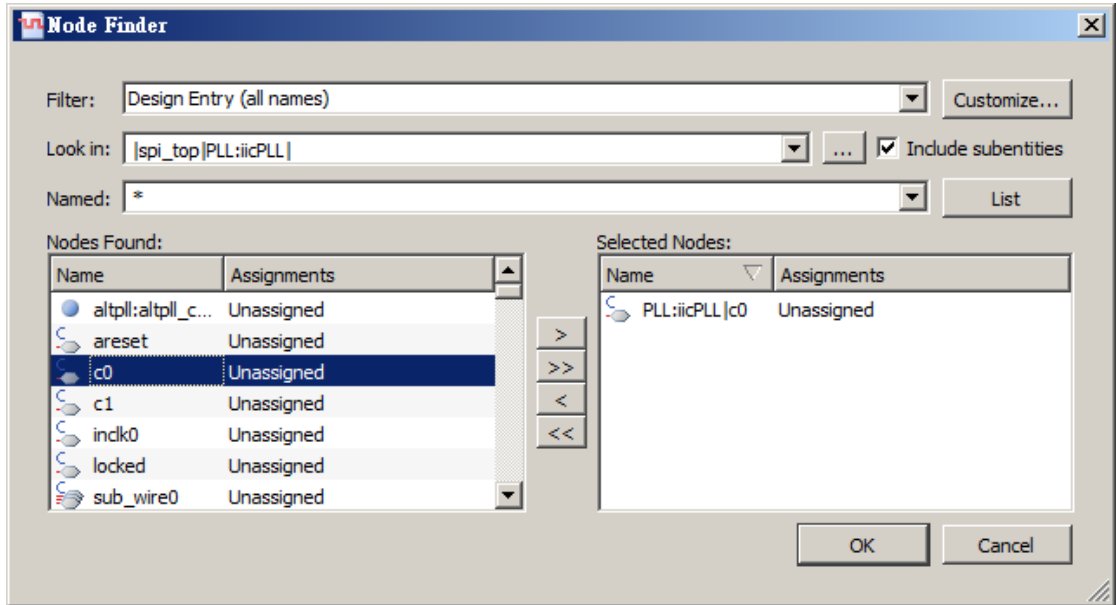 Node Finder
Filter: Design Entry (all names) Customize...
Look in: |spi_top|PLL:iicPLL| ... Include subentities
Named: * List
Nodes Found: Selected Nodes:
Name Assignments Name Assignments
altpll:altpll_c... Unassigned PLL:iicPLL|c0 Unassigned
areset Unassigned >
c0 Unassigned >>
c1 Unassigned <
inclk0 Unassigned <<
locked Unassigned
sub_wire0 Unassigned
OK Cancel